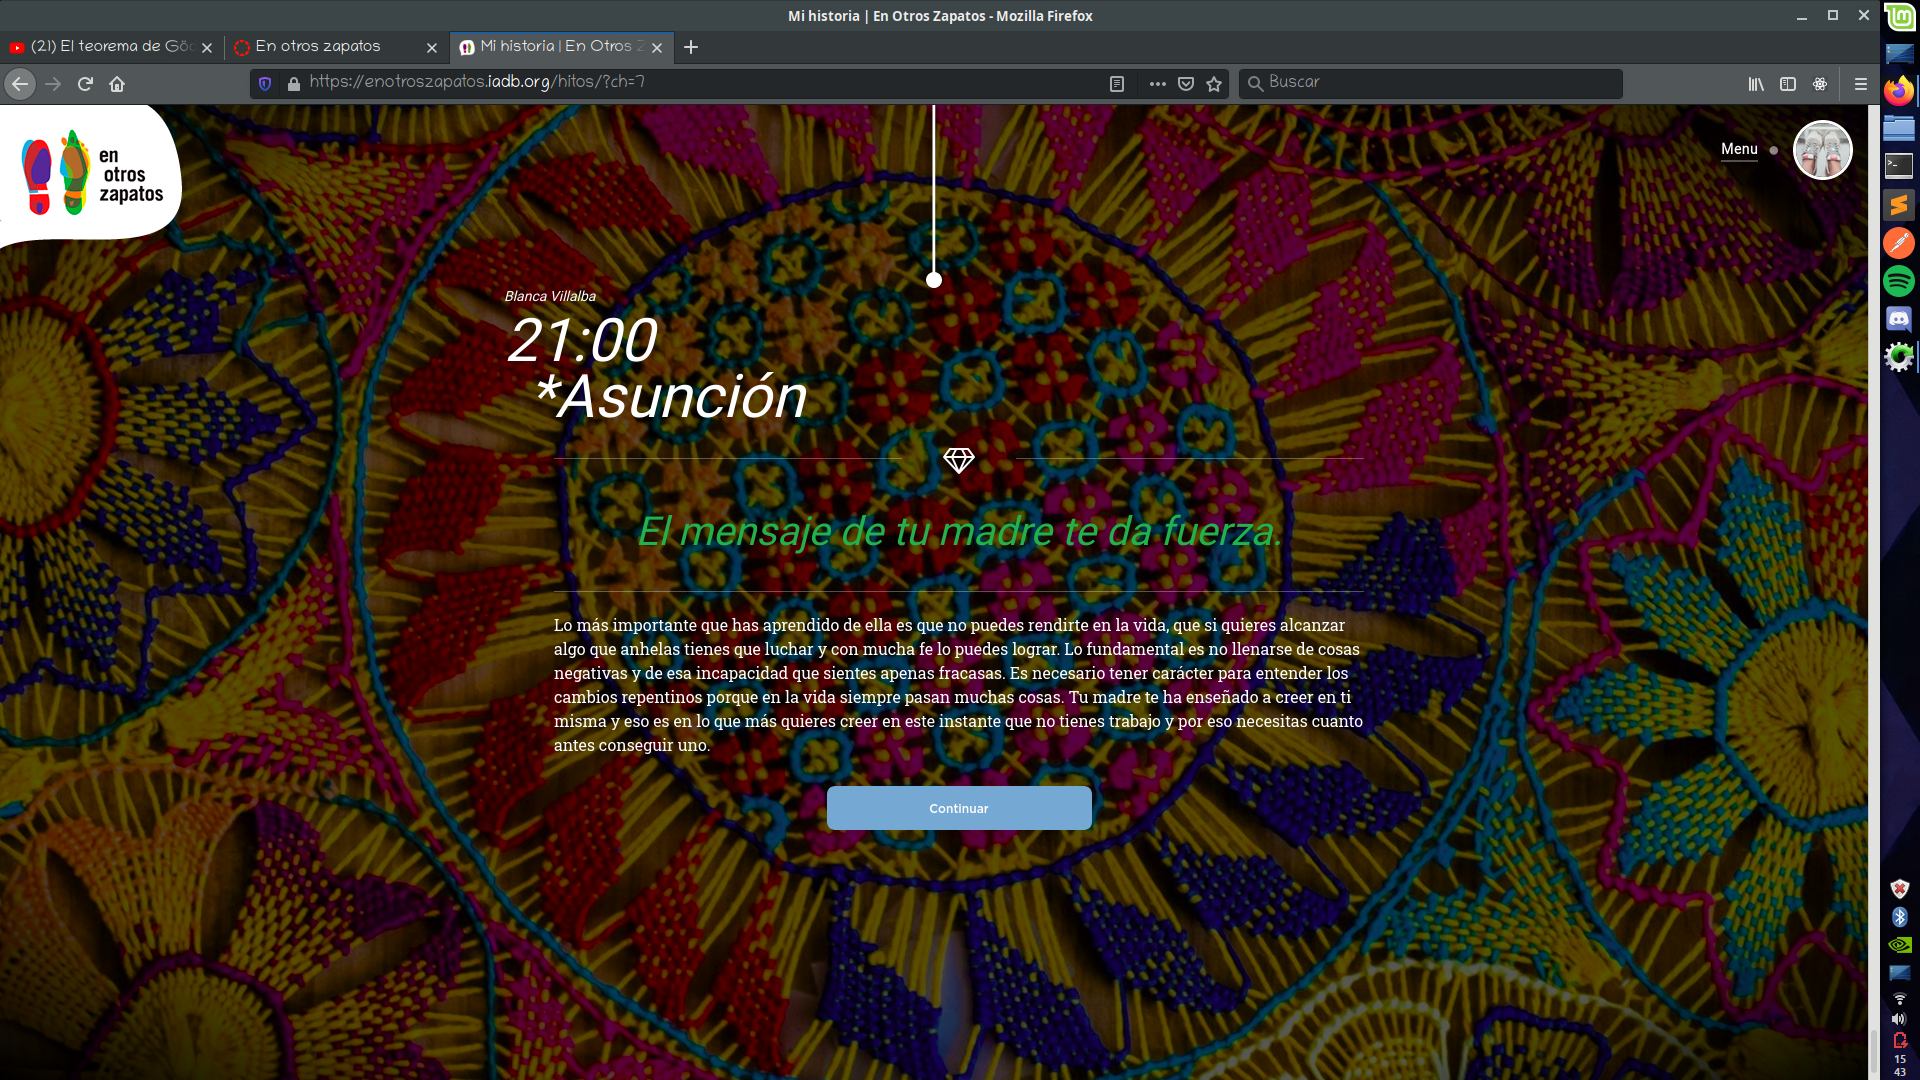 Mi historia | En Otros Zapatos - Mozilla Firefox
(21) El teorema de Gö
En otros zapatos
Mi historia | En Otros Z
https://enotroszapatos.iadb.org/hitos/?ch=7
Buscar
en
otros
zapatos
Menu
Blanca Villalba
21:00
*Asunción
El mensaje de tu madre te da fuerza.
Lo más importante que has aprendido de ella es que no puedes rendirte en la vida, que si quieres alcanzar
algo que anhelas tienes que luchar y con mucha fe lo puedes lograr. Lo fundamental es no llenarse de cosas
negativas y de esa incapacidad que sientes apenas fracasas. Es necesario tener carácter para entender los
cambios repentinos porque en la vida siempre pasan muchas cosas. Tu madre te ha enseñado a creer en ti
misma y eso es en lo que más quieres creer en este instante que no tienes trabajo y por eso necesitas cuanto
antes conseguir uno.
Continuar
15
43